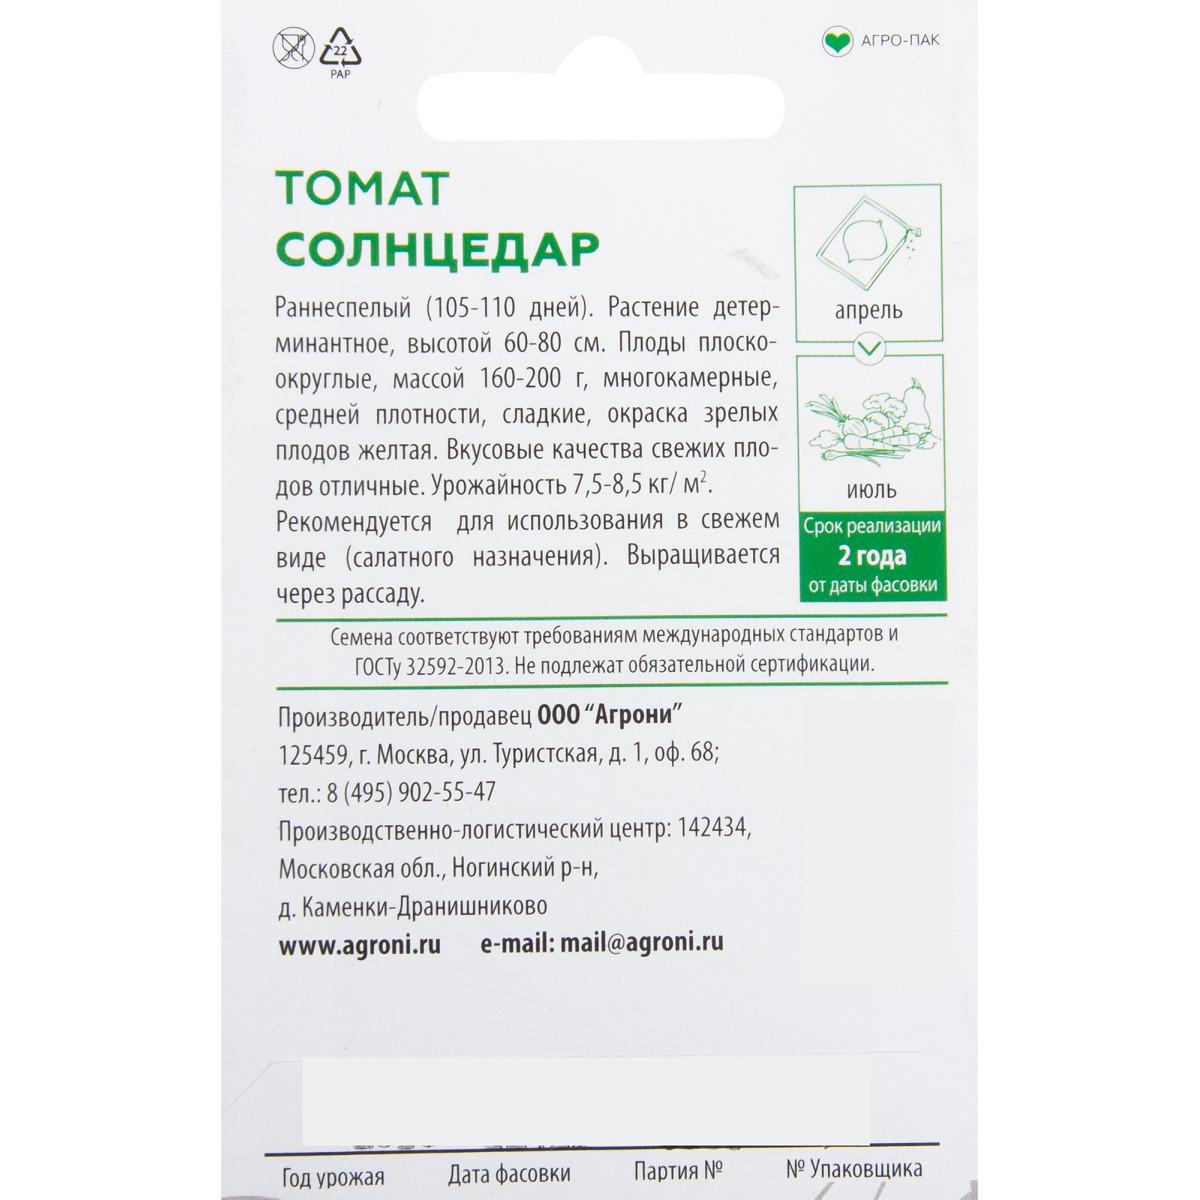 22
PAP
АГРО-ПАК
ТОМАТ
СОЛНЦЕДАР
Раннеспелый (105-110 дней). Растение детер-
минантное, высотой 60-80 см. Плоды плоско-
округлые, массой 160-200 г, многокамерные,
средней плотности, сладкие, окраска зрелых
плодов желтая. Вкусовые качества свежих пло-
дов отличные. Урожайность 7,5-8,5 кг/ м².
Рекомендуется для использования в свежем
виде (салатного назначения). Выращивается
через рассаду.
апрель
июль
Срок реализации
2 года
от даты фасовки
Семена соответствуют требованиям международных стандартов и
ГОСТу 32592-2013. Не подлежат обязательной сертификации.
Производитель/продавец ООО "Агрони"
125459, г. Москва, ул. Туристская, д. 1, оф. 68;
тел.: 8 (495) 902-55-47
Производственно-логистический центр: 142434,
Московская обл., Ногинский р-н,
д. Каменки-Дранишниково
www.agroni.ru e-mail: mail@agroni.ru
Год урожая Дата фасовки Партия № № Упаковщика